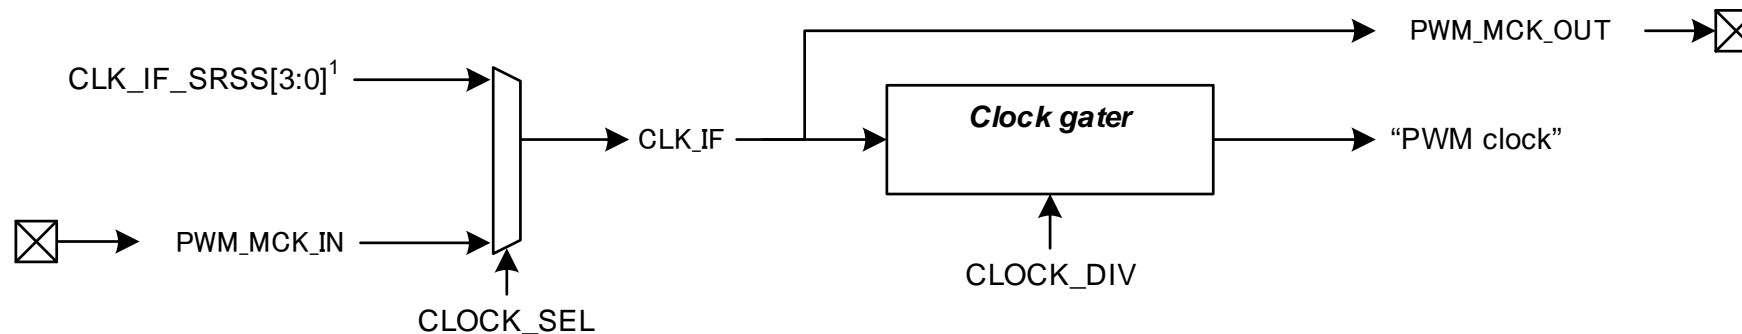 PWM_MCK_OUT
CLK_IF_SRSS[3:0]¹
Clock gater
CLK_IF
“PWM clock”
PWM_MCK_IN
CLOCK_DIV
CLOCK_SEL